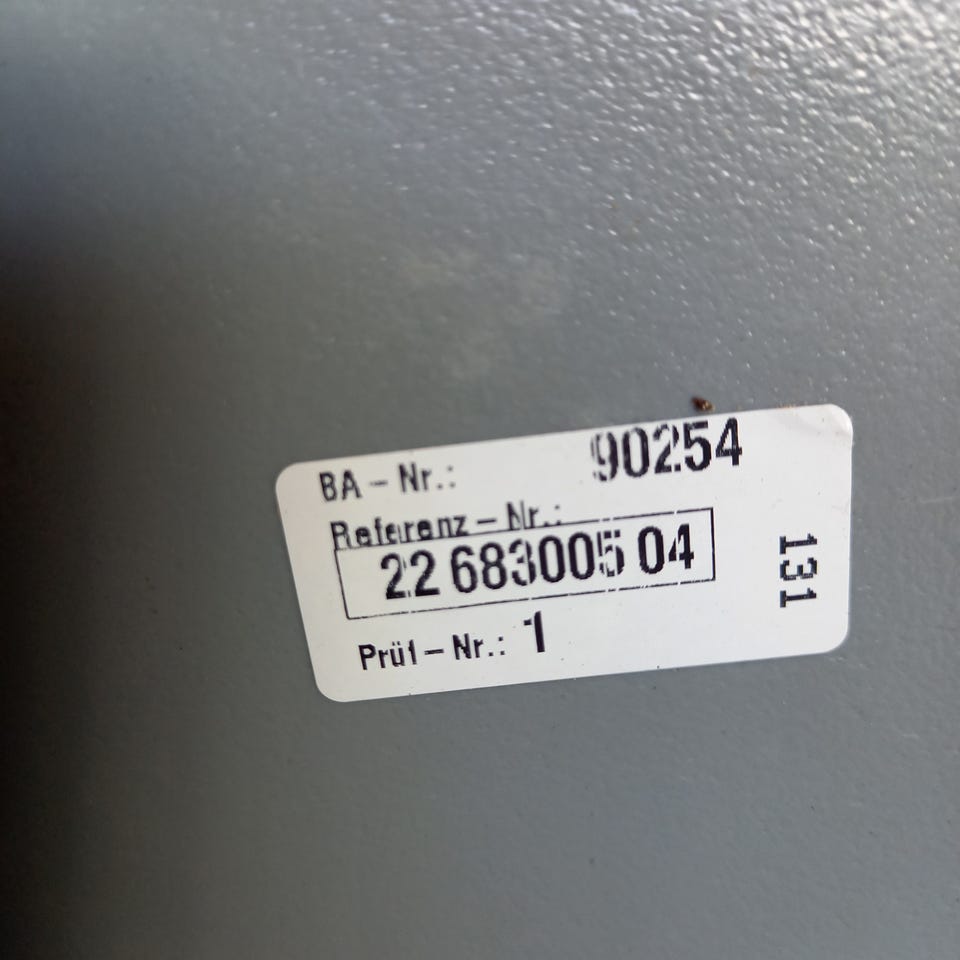 BA – Nr.: 90254
Referenz – Nr.:
22 683005 04
Prüf – Nr.: 1
131